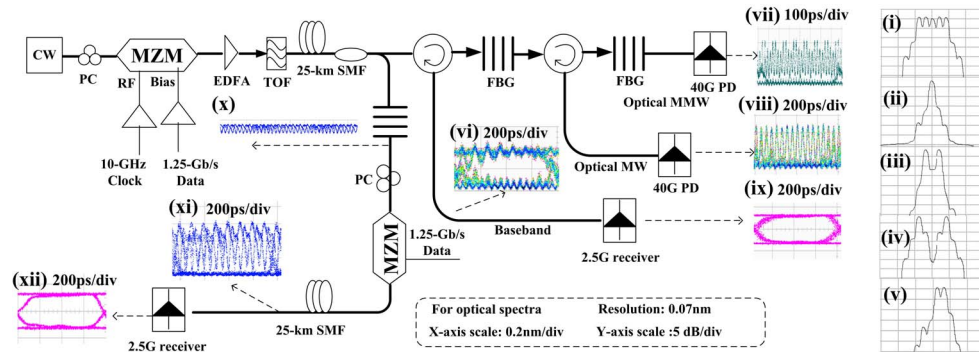 CW
PC
MZM
RF
Bias
10-GHz
Clock
1.25-Gb/s
Data
EDFA
TOF
25-km SMF
FBG
FBG
40G PD
Optical MMW
(vii) 100ps/div
(viii) 200ps/div
Optical MW
40G PD
(ix) 200ps/div
(x)
(vi) 200ps/div
PC
Baseband
2.5G receiver
(xi) 200ps/div
MZM
1.25-Gb/s
Data
(xii) 200ps/div
2.5G receiver
25-km SMF
For optical spectra
Resolution: 0.07nm
X-axis scale: 0.2nm/div
Y-axis scale :5 dB/div
(i)
(ii)
(iii)
(iv)
(v)